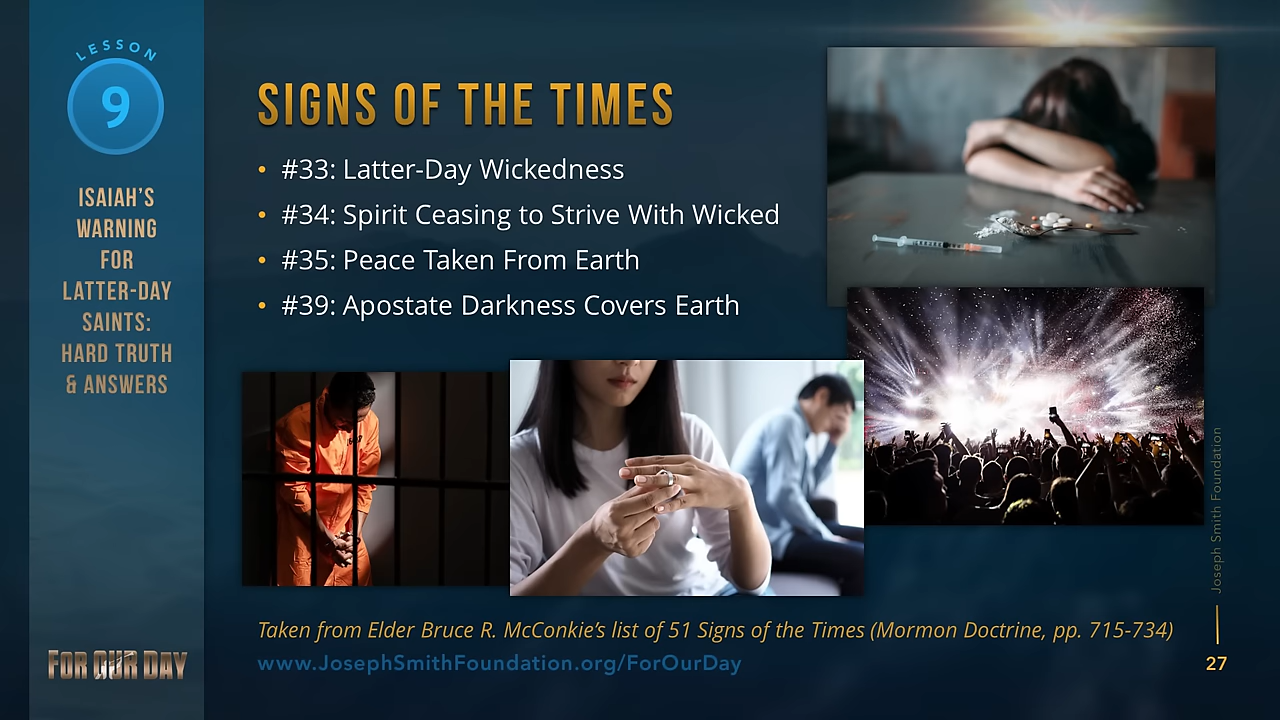 LESSON
9
ISAIAH'S
WARNING
FOR
LATTER-DAY
SAINTS:
HARD TRUTH
& ANSWERS
FOR OUR DAY
SIGNS OF THE TIMES
• #33: Latter-Day Wickedness
• #34: Spirit Ceasing to Strive With Wicked
• #35: Peace Taken From Earth
• #39: Apostate Darkness Covers Earth
Taken from Elder Bruce R. McConkie's list of 51 Signs of the Times (Mormon Doctrine, pp. 715-734)
www.JosephSmithFoundation.org/ForOurDay
Joseph Smith Foundation
27